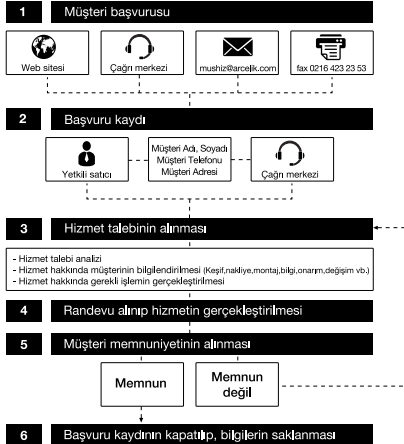 1 Müşteri başvurusu
Web sitesi
Çağrı merkezi
mushiz@arcelik.com
fax 0216 423 23 53
2 Başvuru kaydı
Yetkili satıcı
Müşteri Adı, Soyadı
Müşteri Telefonu
Müşteri Adresi
Çağrı merkezi
3 Hizmet talebinin alınması
- Hizmet talebi analizi
- Hizmet hakkında müşterinin bilgilendirilmesi (Keşif,nakliye,montaj,bilgi,onarım,değişim vb.)
- Hizmet hakkında gerekli işlemin gerçekleştirilmesi
4 Randevu alınıp hizmetin gerçekleştirilmesi
5 Müşteri memnuniyetinin alınması
Memnun
Memnun
değil
6 Başvuru kaydının kapatılıp, bilgilerin saklanması